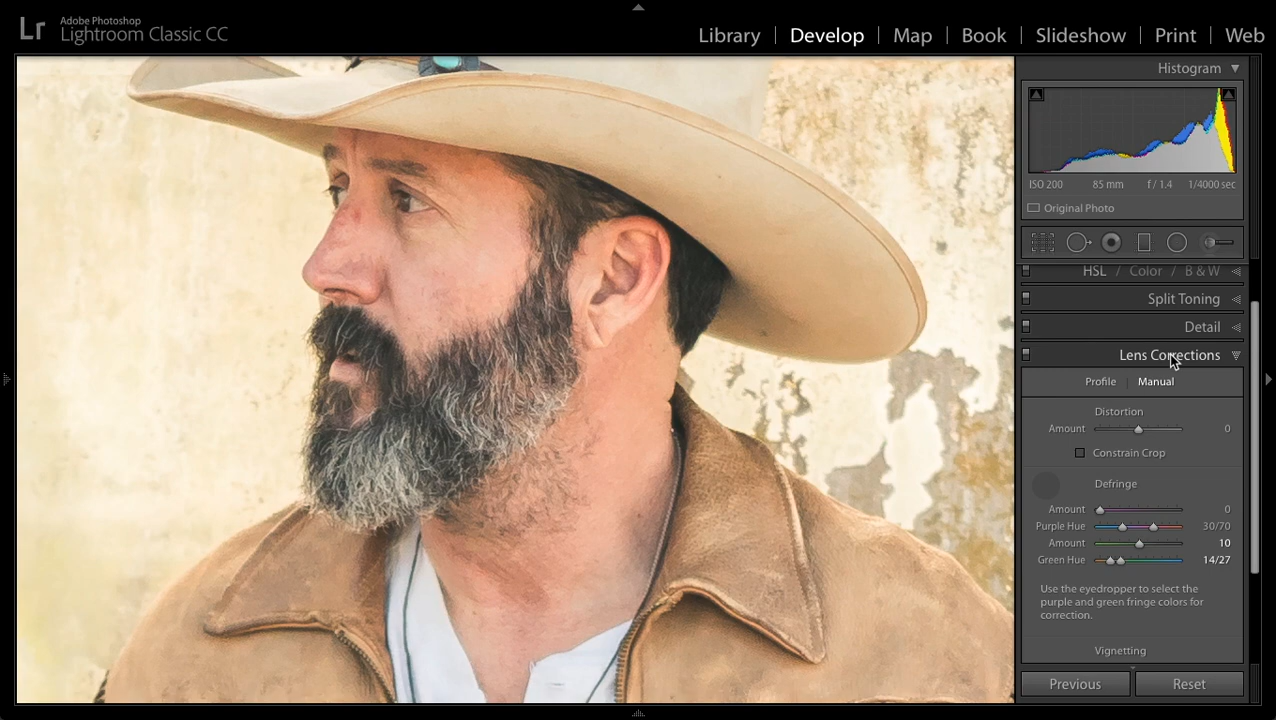 Lr
Adobe Photoshop
Lightroom Classic CC
Library | Develop | Map | Book | Slideshow | Print | Web
Histogram
ISO 200 85 mm f / 1.4 1/4000 sec
Original Photo
HSL / Color / B & W
Split Toning
Detail
Lens Corrections
Profile | Manual
Distortion
Amount 0
Constrain Crop
Defringe
Amount 0
Purple Hue 30/70
Amount 10
Green Hue 14/27
Use the eyedropper to select the
purple and green fringe colors for
correction.
Vignetting
Previous Reset